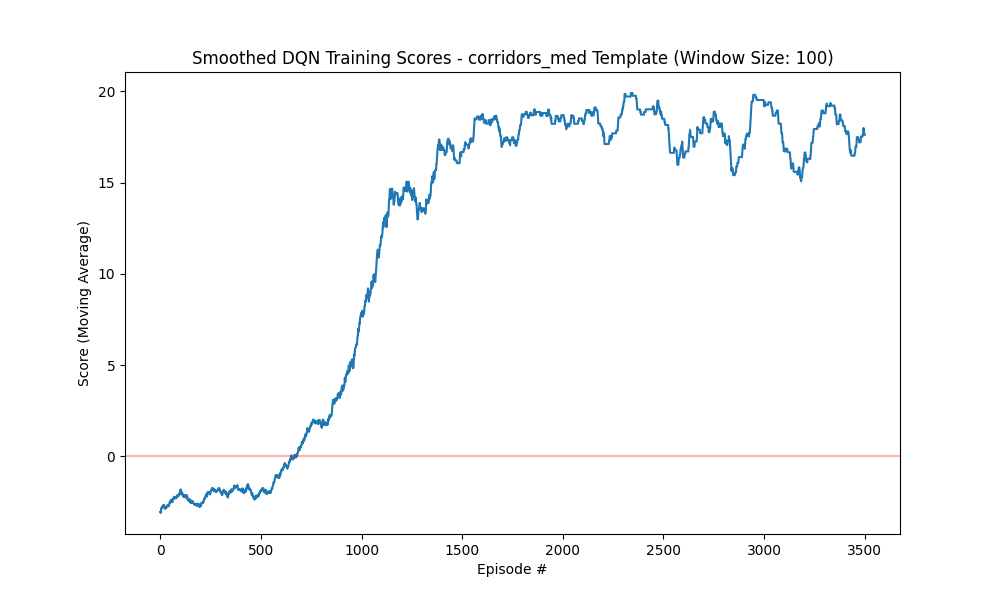 Smoothed DQN Training Scores - corridors_med Template (Window Size: 100)
Score (Moving Average)
20
15
10
5
0
0 500 1000 1500 2000 2500 3000 3500
Episode #